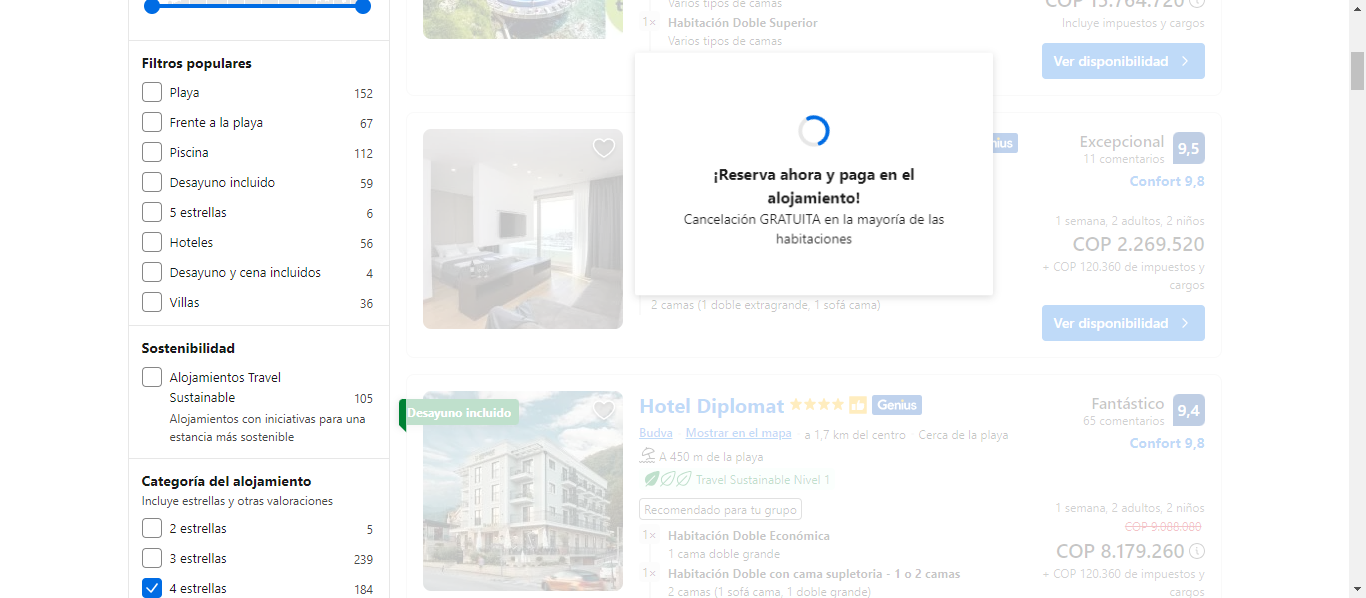 Filtros populares
Playa 152
Frente a la playa 67
Piscina 112
Desayuno incluido 59
5 estrellas 6
Hoteles 56
Desayuno y cena incluidos 4
Villas 36
Sostenibilidad
Alojamientos Travel
Sustainable 105
Alojamientos con iniciativas para una
estancia más sostenible
Categoría del alojamiento
Incluye estrellas y otras valoraciones
2 estrellas 5
3 estrellas 239
4 estrellas 184
Varios tipos de camas
1× Habitación Doble Superior
Varios tipos de camas
COP 13.764.720
Incluye impuestos y cargos
Ver disponibilidad
¡Reserva ahora y paga en el
alojamiento!
Cancelación GRATUITA en la mayoría de las
habitaciones
2 camas (1 doble extragrande, 1 sofá cama)
Excepcional 9,5
11 comentarios
Confort 9,8
1 semana, 2 adultos, 2 niños
COP 2.269.520
+ COP 120.360 de impuestos y
cargos
Ver disponibilidad
Desayuno incluido
Hotel Diplomat Genius
Budva Mostrar en el mapa a 1,7 km del centro Cerca de la playa
A 450 m de la playa
Travel Sustainable Nivel 1
Recomendado para tu grupo
1× Habitación Doble Económica
1 cama doble grande
1× Habitación Doble con cama supletoria - 1 o 2 camas
2 camas (1 sofá cama, 1 doble grande)
Fantástico 9,4
65 comentarios
Confort 9,8
1 semana, 2 adultos, 2 niños
COP 9.088.080
COP 8.179.260
+ COP 120.360 de impuestos y
cargos